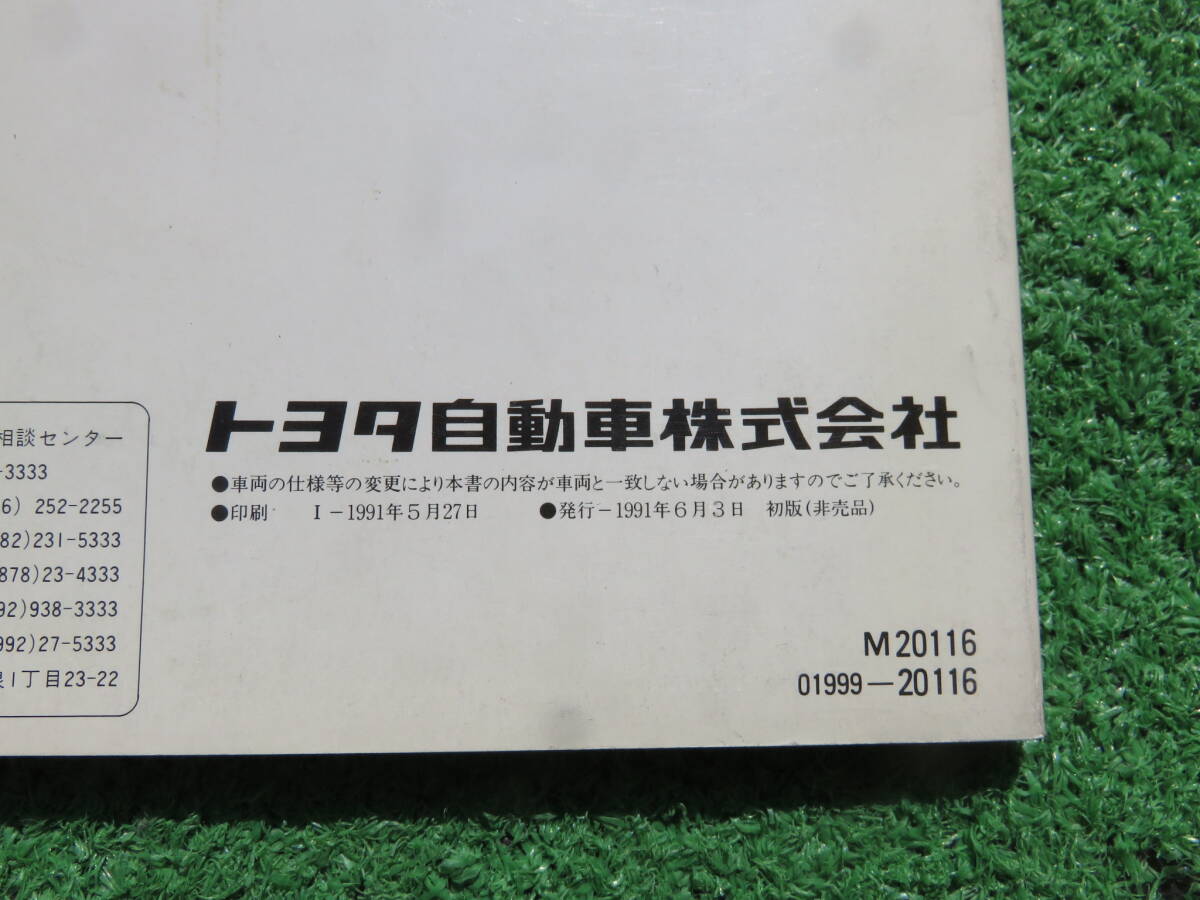 相談センター
-3333
6) 252-2255
82)231-5333
878)23-4333
92)938-3333
992)27-5333
1丁目23-22
トヨタ自動車株式会社
●車両の仕様等の変更により本書の内容が車両と一致しない場合がありますのでご了承ください。
●印刷 I-1991年5月27日 ●発行-1991年6月3日 初版(非売品)
M20116
01999-20116